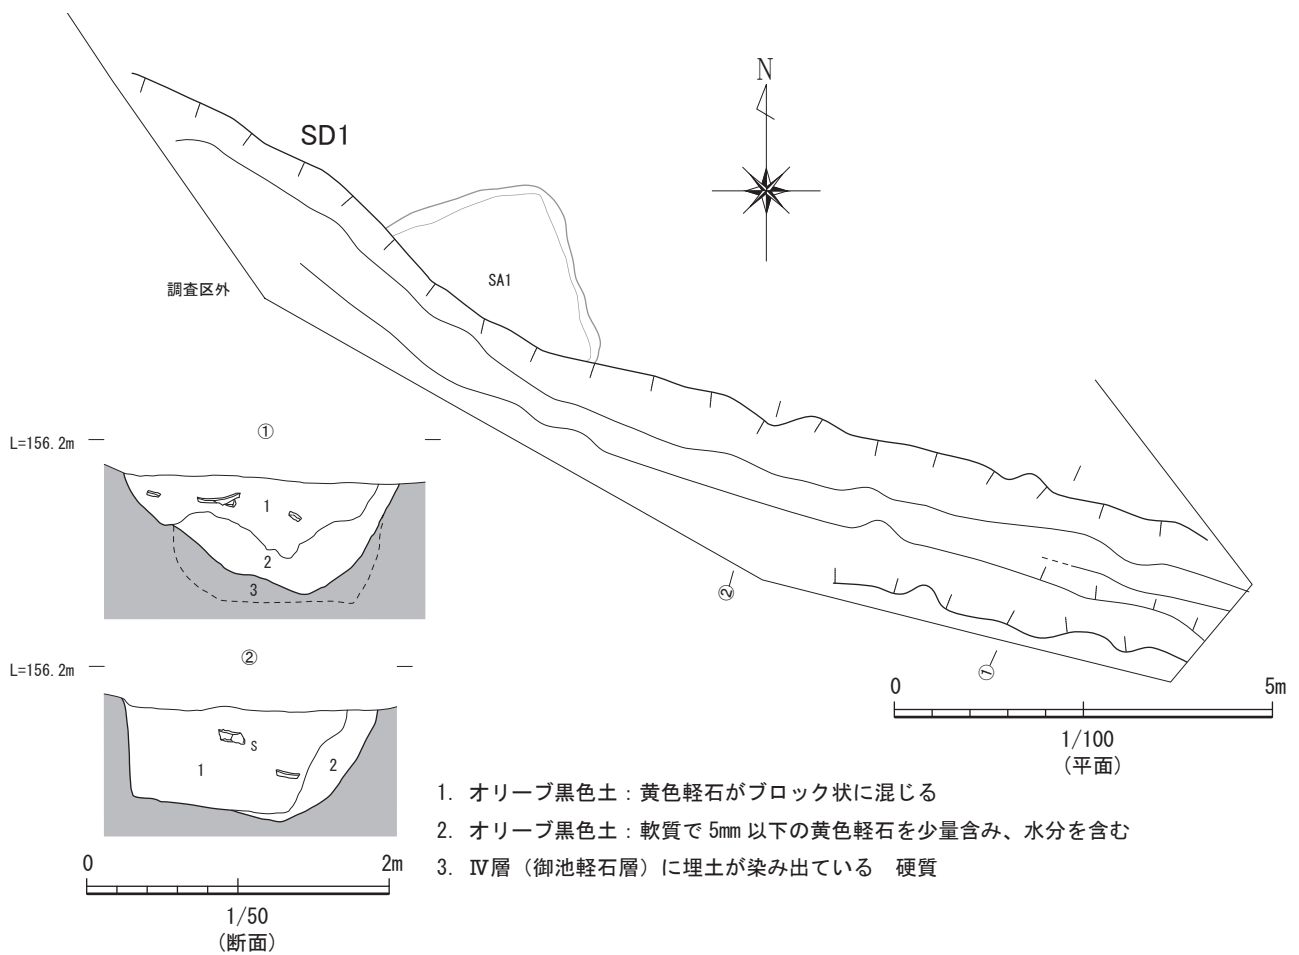 N
SD1
SA1
調査区外
①
L=156.2m
1
2
3
②
①
②
L=156.2m
S
1
2
0 5m
1/100
(平面)
1. オリーブ黒色土：黄色軽石がブロック状に混じる
2. オリーブ黒色土：軟質で5mm以下の黄色軽石を少量含み、水分を含む
3. Ⅳ層（御池軽石層）に埋土が染み出ている　硬質
0 2m
1/50
(断面)